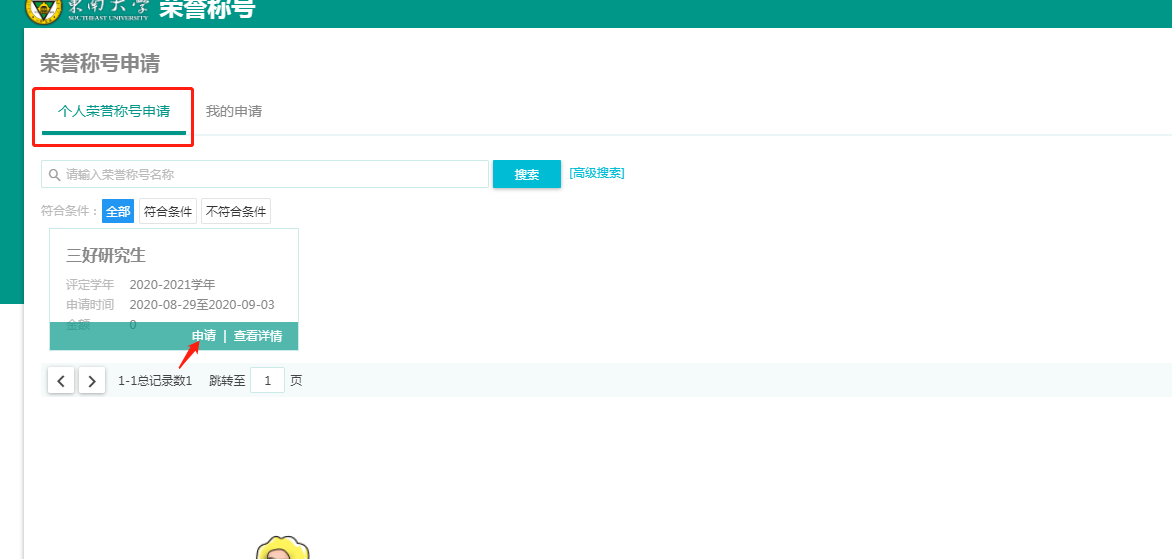 東南大學 荣誉称号
SOUTHEAST UNIVERSITY
荣誉称号申请
个人荣誉称号申请 我的申请
请输入荣誉称号名称 搜索 [高级搜索]
符合条件： 全部 符合条件 不符合条件
三好研究生
评定学年 2020-2021学年
申请时间 2020-08-29至2020-09-03
金额 0
申请 | 查看详情
1-1总记录数1 跳转至 1 页